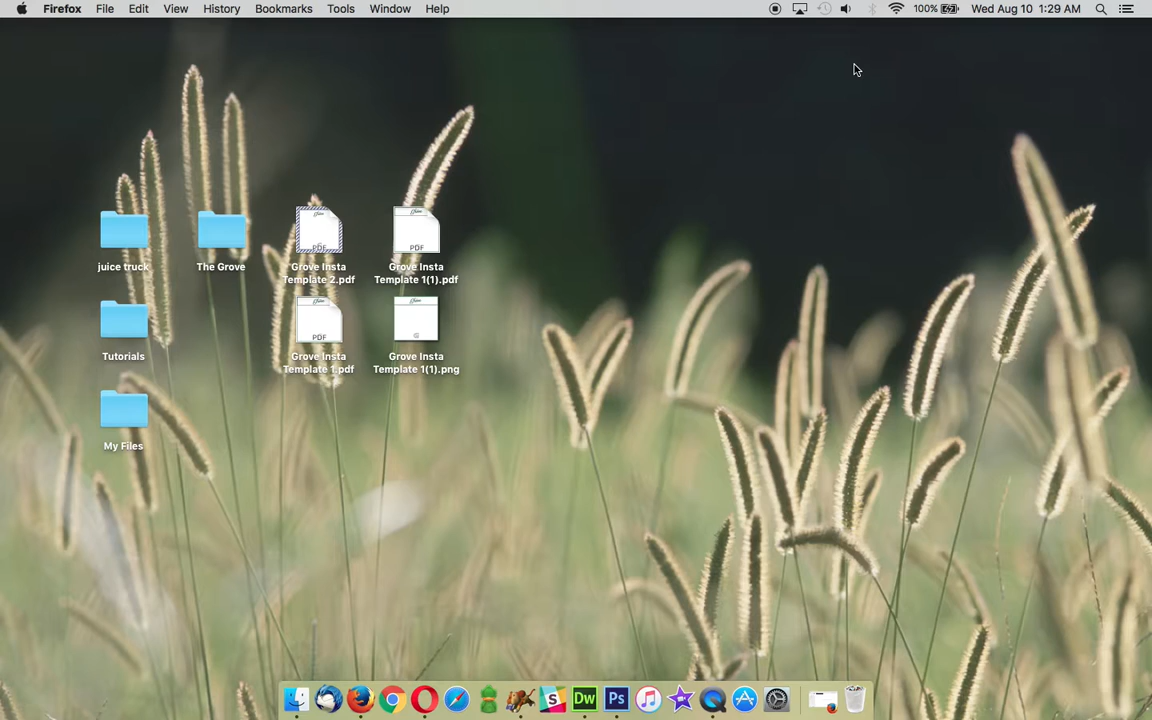 Firefox File Edit View History Bookmarks Tools Window Help 100% Wed Aug 10 1:29 AM
juice truck
The Grove
Grove Insta
Template 2.pdf
Grove Insta
Template 1(1).pdf
Tutorials
Grove Insta
Template 1.pdf
Grove Insta
Template 1(1).png
My Files
PDF
PDF
PDF
S
Dw
Ps